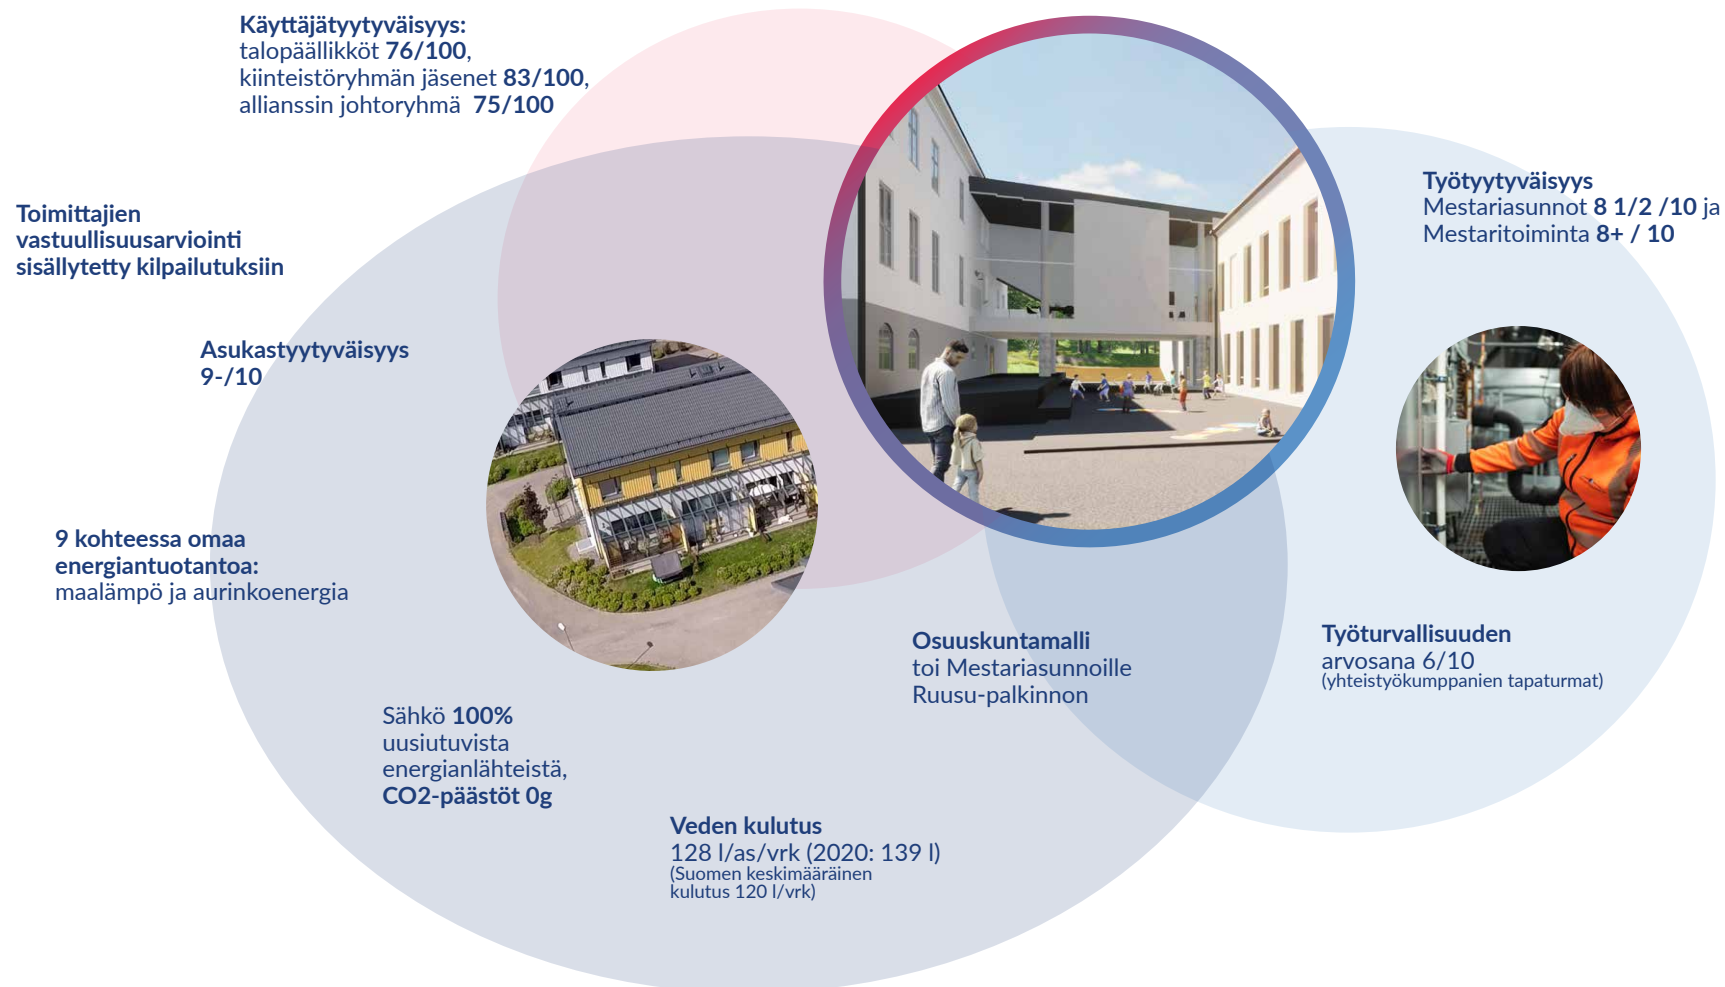 Käyttäjätyytyväisyys:
talopäällikköt 76/100,
kiinteistöryhmän jäsenet 83/100,
allianssin johtoryhmä 75/100
Toimittajien
vastuullisuusarviointi
sisällytetty kilpailutuksiin
Asukastyytyväisyys
9-/10
9 kohteessa omaa
energiantuotantoa:
maalämpö ja aurinkoenergia
Sähkö 100%
uusiutuvista
energianlähteistä,
CO2-päästöt 0g
Veden kulutus
128 l/as/vrk (2020: 139 l)
(Suomen keskimääräinen
kulutus 120 l/vrk)
Osuuskuntamalli
toi Mestariasunnoille
Ruusu-palkinnon
Työtyytyväisyys
Mestariasunnot 8 1/2 /10 ja
Mestaritoiminta 8+ / 10
Työturvallisuuden
arvosana 6/10
(yhteistyökumppanien tapaturmat)